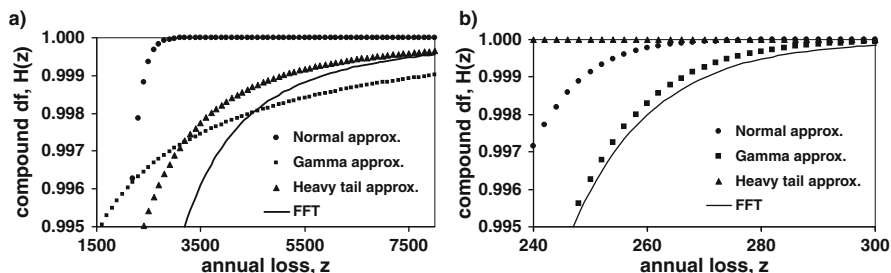 a)
compound df, H(z)
1.000
0.999
0.998
0.997
0.996
0.995
Normal approx.
Gamma approx.
Heavy tail approx.
FFT
1500 3500 5500 7500
annual loss, z
b)
compound df, H(z)
1.000
0.999
0.998
0.997
0.996
0.995
Normal approx.
Gamma approx.
Heavy tail approx.
FFT
240 260 280 300
annual loss, z